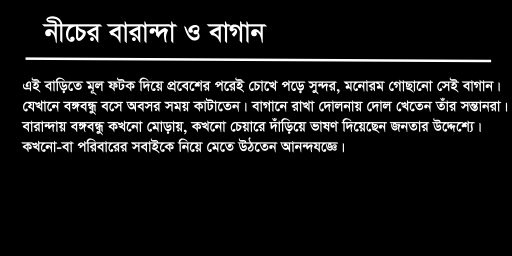 নীচের বারান্দা ও বাগান
এই বাড়িতে মূল ফটক দিয়ে প্রবেশের পরেই চোখে পড়ে সুন্দর, মনোরম গোছানো সেই বাগান।
যেখানে বঙ্গবন্ধু বসে অবসর সময় কাটাতেন। বাগানে রাখা দোলনায় দোল খেতেন তাঁর সন্তানরা।
বারান্দায় বঙ্গবন্ধু কখনো মোড়ায়, কখনো চেয়ারে দাঁড়িয়ে ভাষণ দিয়েছেন জনতার উদ্দেশ্যে।
কখনো-বা পরিবারের সবাইকে নিয়ে মেতে উঠতেন আনন্দযজ্ঞে।